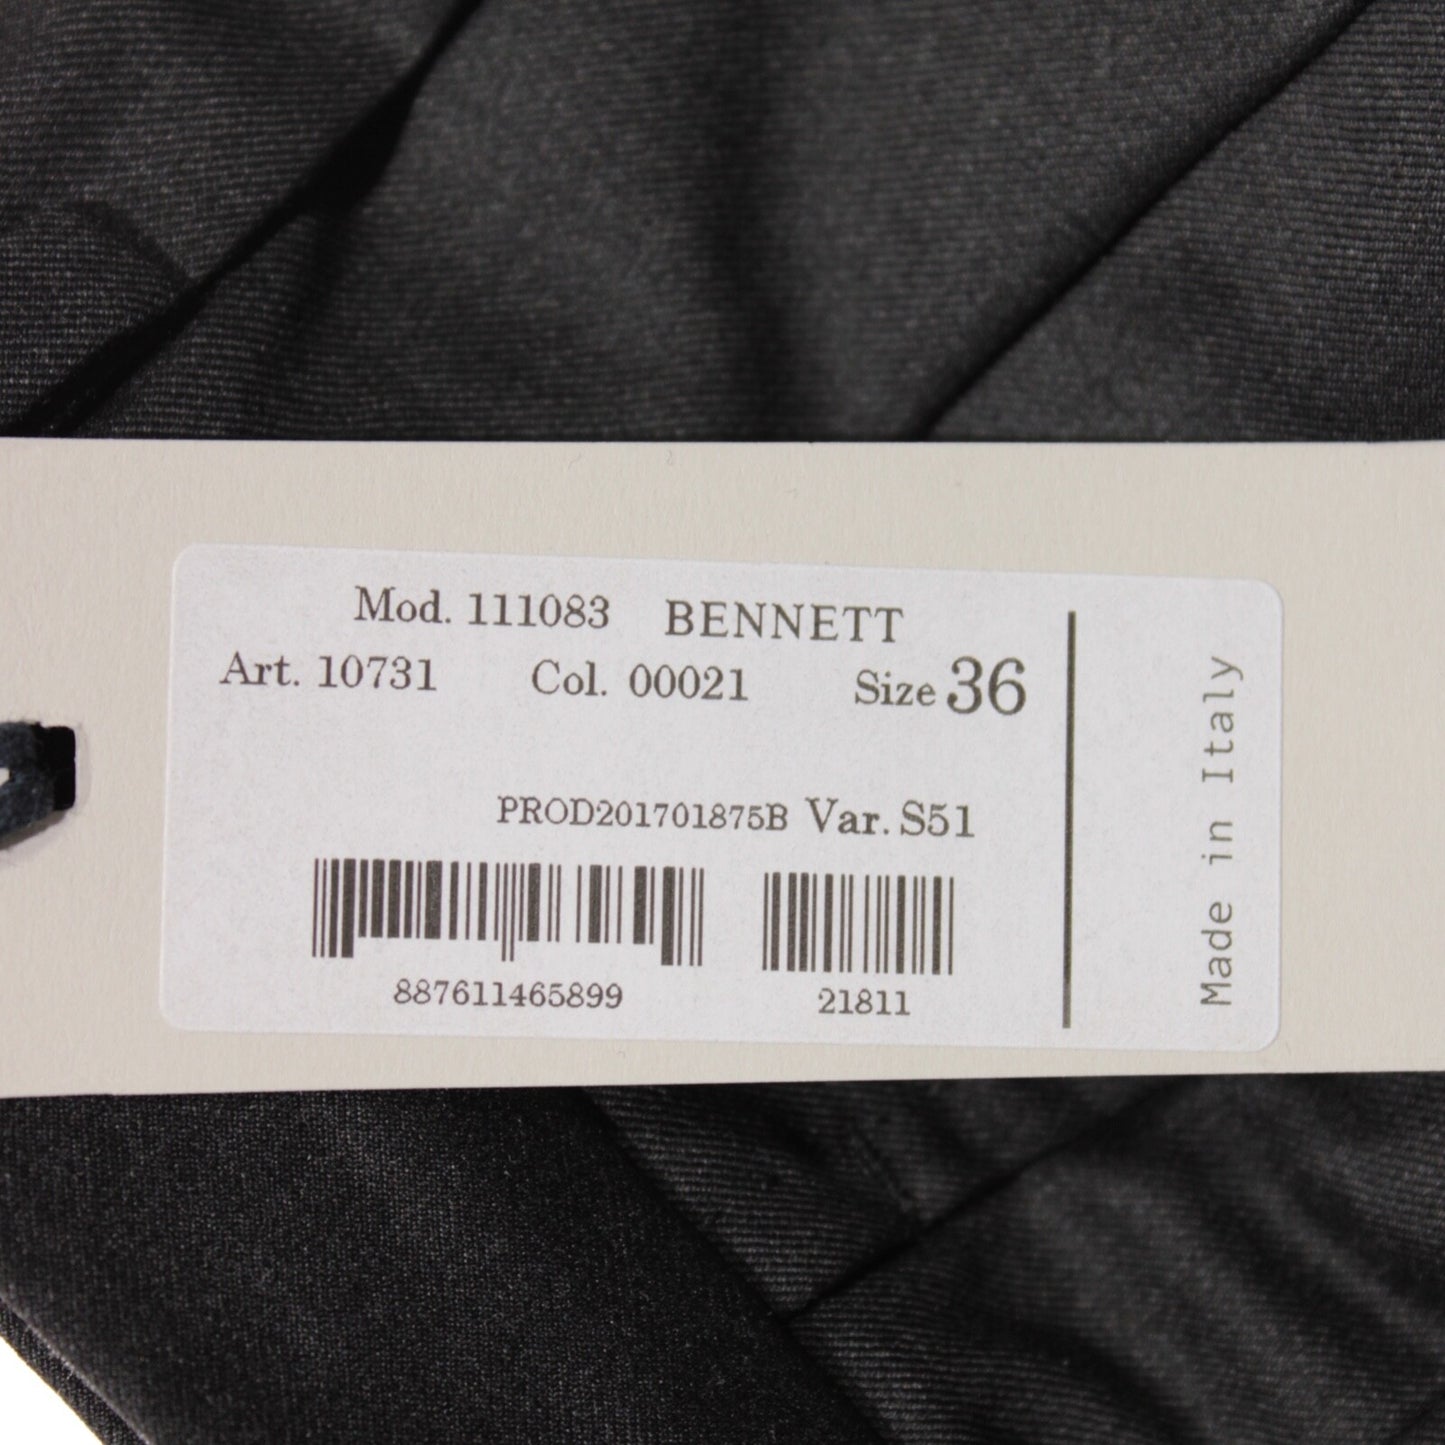 Mod. 111083 BENNETT
Art. 10731 Col. 00021 Size 36
PROD201701875B Var. S51
887611465899 21811
Made in Italy